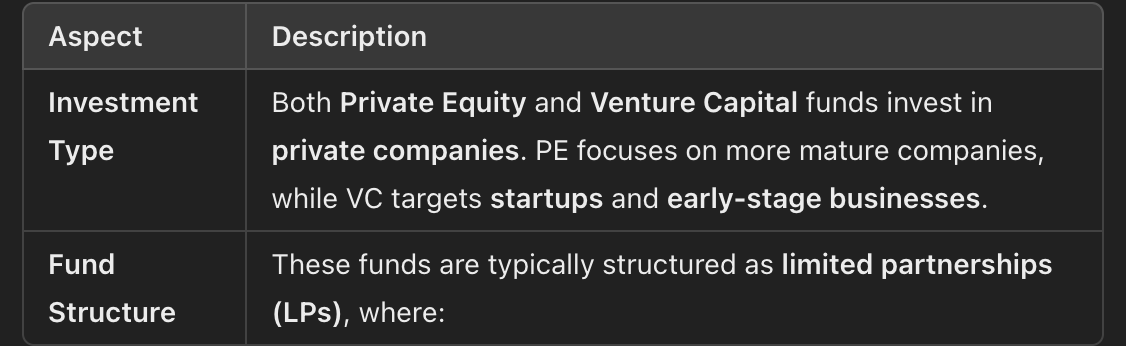 Aspect
Description
Investment
Type
Both Private Equity and Venture Capital funds invest in
private companies. PE focuses on more mature companies,
while VC targets startups and early-stage businesses.
Fund
Structure
These funds are typically structured as limited partnerships
(LPs), where: